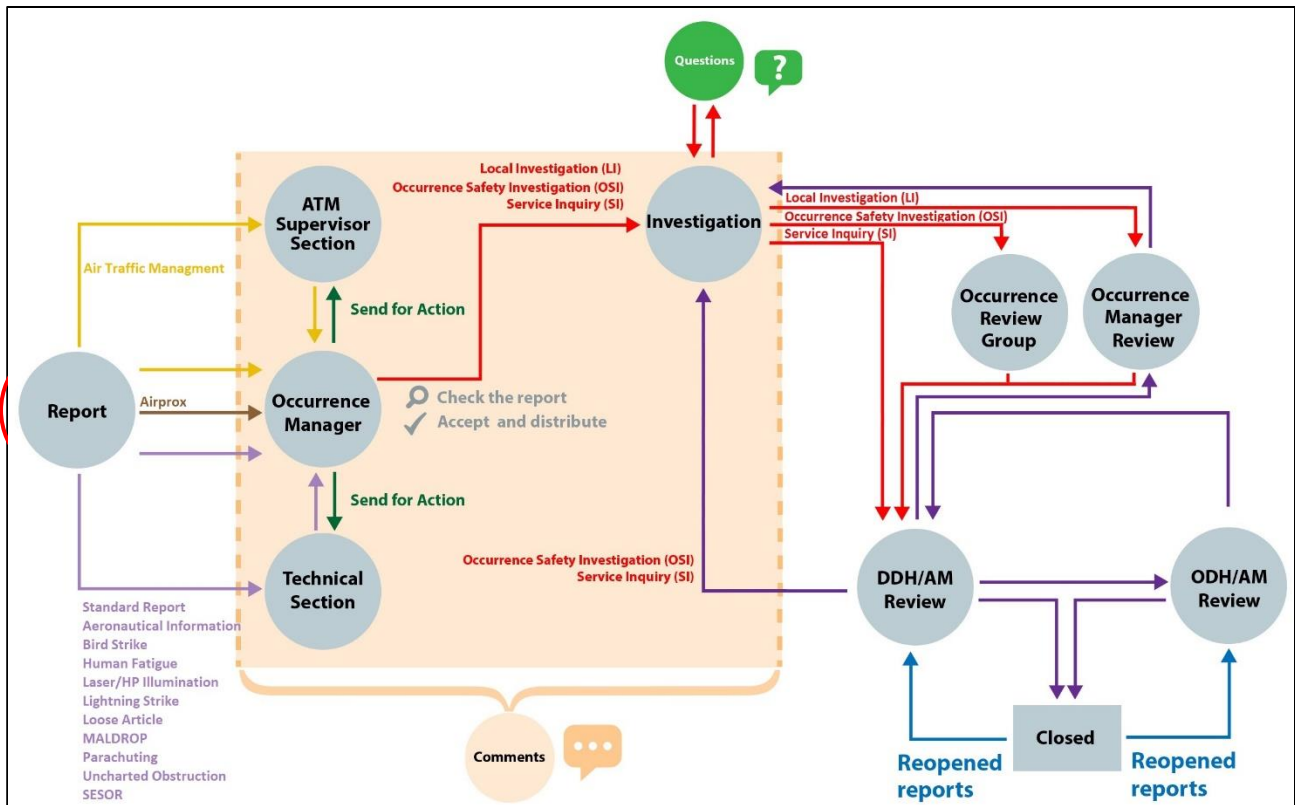 Questions
?
Local Investigation (LI)
Occurrence Safety Investigation (OSI)
Service Inquiry (SI)
ATM
Supervisor
Section
Investigation
Local Investigation (LI)
Occurrence Safety Investigation (OSI)
Service Inquiry (SI)
Air Traffic Managment
Send for Action
Occurrence
Review
Group
Occurrence
Manager
Review
Report
Airprox
Occurrence
Manager
Check the report
Accept and distribute
Send for Action
Technical
Section
Occurrence Safety Investigation (OSI)
Service Inquiry (SI)
DDH/AM
Review
ODH/AM
Review
Standard Report
Aeronautical Information
Bird Strike
Human Fatigue
Laser/HP Illumination
Lightning Strike
Loose Article
MALDROP
Parachuting
Uncharted Obstruction
SESOR
Comments
Closed
Reopened
reports
Reopened
reports